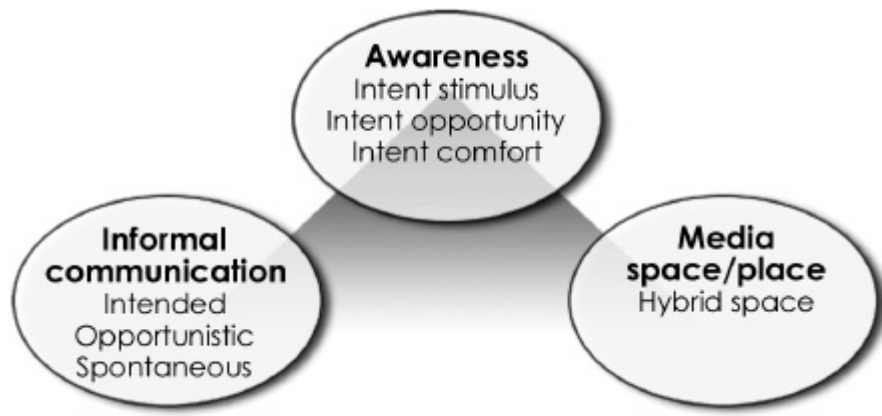 Awareness
Intent stimulus
Intent opportunity
Intent comfort
Informal
communication
Intended
Opportunistic
Spontaneous
Media
space/place
Hybrid space